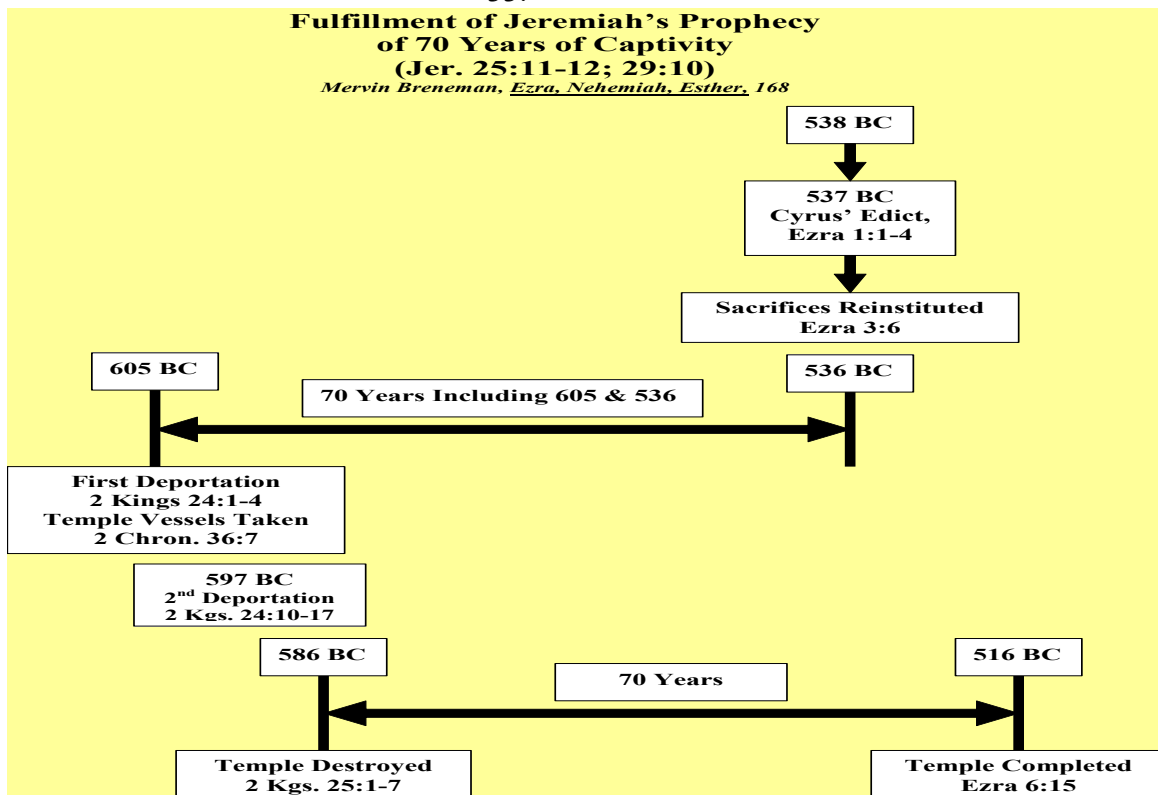 Fulfillment of Jeremiah's Prophecy
of 70 Years of Captivity
(Jer. 25:11-12; 29:10)
Mervin Breneman, Ezra, Nehemiah, Esther, 168
538 BC
537 BC
Cyrus' Edict,
Ezra 1:1-4
Sacrifices Reinstituted
Ezra 3:6
605 BC
536 BC
70 Years Including 605 & 536
First Deportation
2 Kings 24:1-4
Temple Vessels Taken
2 Chron. 36:7
597 BC
2nd Deportation
2 Kgs. 24:10-17
586 BC
516 BC
70 Years
Temple Destroyed
2 Kgs. 25:1-7
Temple Completed
Ezra 6:15